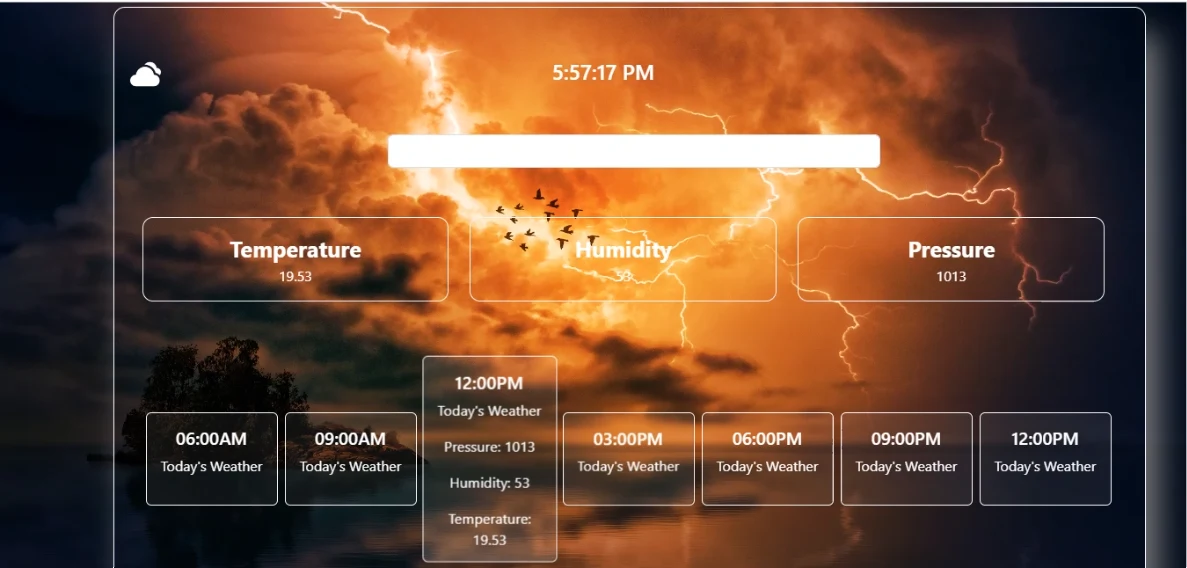 5:57:17 PM
Temperature
19.53
Humidity
53
Pressure
1013
06:00AM
Today's Weather
09:00AM
Today's Weather
12:00PM
Today's Weather
Pressure: 1013
Humidity: 53
Temperature:
19.53
03:00PM
Today's Weather
06:00PM
Today's Weather
09:00PM
Today's Weather
12:00PM
Today's Weather